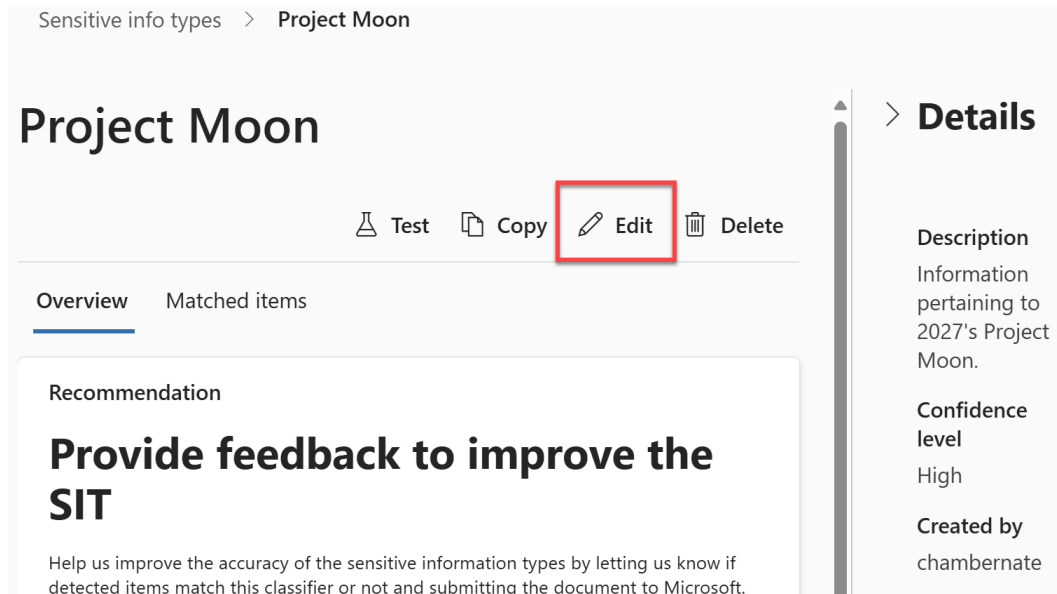 Sensitive info types > Project Moon
Project Moon
Test Copy Edit Delete
Overview Matched items
Recommendation
Provide feedback to improve the
SIT
Help us improve the accuracy of the sensitive information types by letting us know if
detected items match this classifier or not and submitting the document to Microsoft.
> Details
Description
Information
pertaining to
2027's Project
Moon.
Confidence
level
High
Created by
chambernate